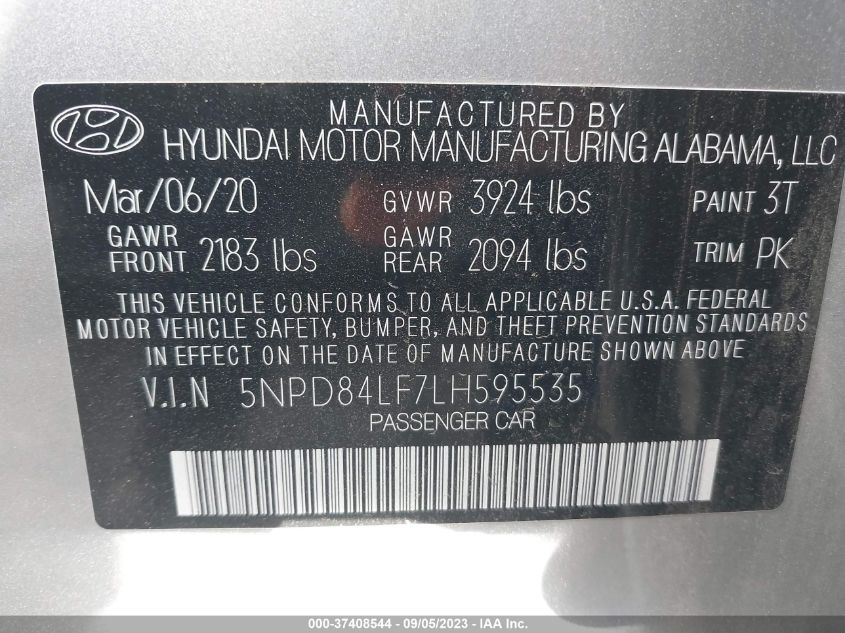 MANUFACTURED BY
HYUNDAI MOTOR MANUFACTURING ALABAMA, LLC
Mar/06/20 GVWR 3924 lbs PAINT 3T
GAWR FRONT 2183 lbs GAWR REAR 2094 lbs TRIM PK
THIS VEHICLE CONFORMS TO ALL APPLICABLE U.S.A. FEDERAL
MOTOR VEHICLE SAFETY, BUMPER, AND THEFT PREVENTION STANDARDS
IN EFFECT ON THE DATE OF MANUFACTURE SHOWN ABOVE
V.I.N 5NPD84LF7LH595535
PASSENGER CAR
000-37408544 - 09/05/2023 - IAA Inc.